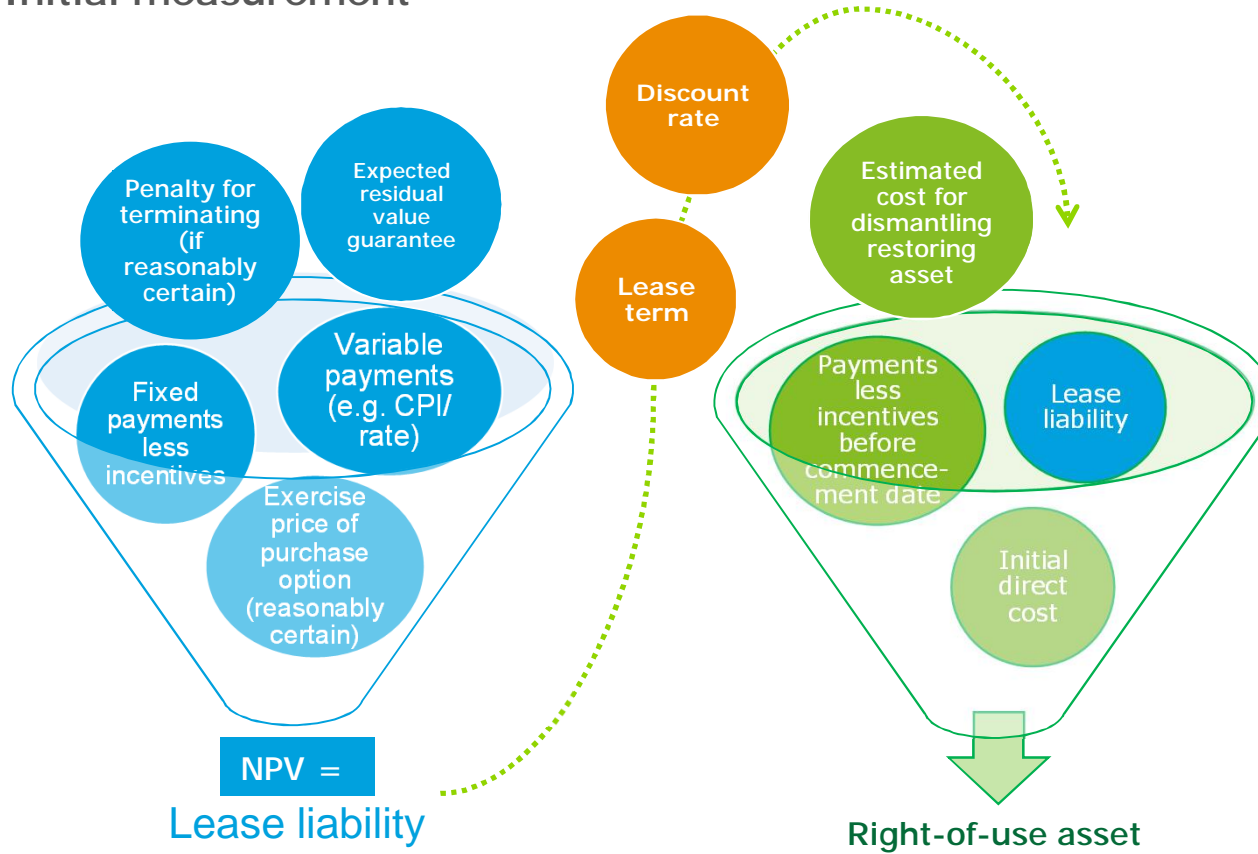 Initial measurement
Penalty for
terminating
(if
reasonably
certain)
Expected
residual
value
guarantee
Fixed
payments
less
incentives
Variable
payments
(e.g. CPI/
rate)
Exercise
price of
purchase
option
(reasonably
certain)
NPV =
Lease liability
Discount
rate
Lease
term
Estimated
cost for
dismantling
restoring
asset
Payments
less
incentives
before
commence-
ment date
Lease
liability
Initial
direct
cost
Right-of-use asset